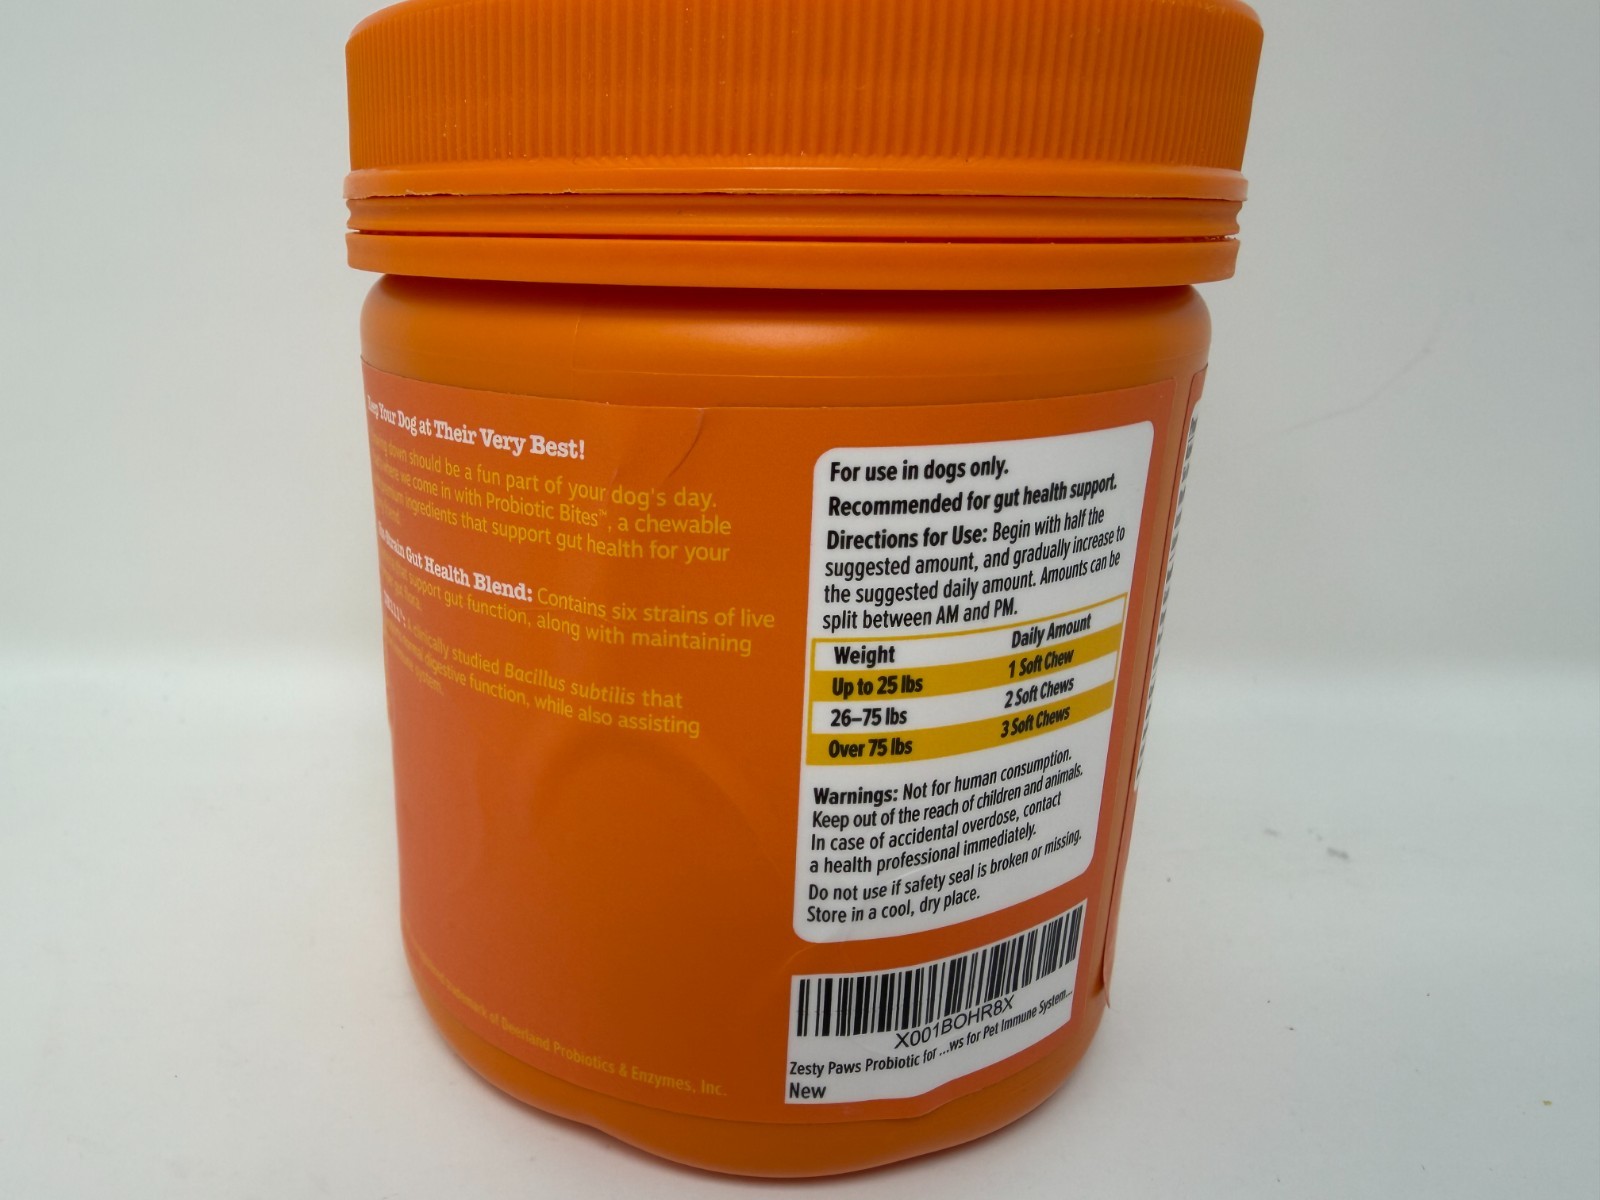 Your Dog at Their Very Best!
down should be a fun part of your dog's day.
where we come in with Probiotic Bites™, a chewable
ingredients that support gut health for your
Strain Gut Health Blend: Contains six strains of live
support gut function, along with maintaining
clinically studied Bacillus subtilis that
digestive function, while also assisting
system.
trademark of Deerland Probiotics & Enzymes, Inc.
For use in dogs only.
Recommended for gut health support.
Directions for Use: Begin with half the
suggested amount, and gradually increase to
the suggested daily amount. Amounts can be
split between AM and PM.
Weight Daily Amount
Up to 25 lbs 1 Soft Chew
26–75 lbs 2 Soft Chews
Over 75 lbs 3 Soft Chews
Warnings: Not for human consumption.
Keep out of the reach of children and animals.
In case of accidental overdose, contact
a health professional immediately.
Do not use if safety seal is broken or missing.
Store in a cool, dry place.
X001BOHR8X
Zesty Paws Probiotic for ...ws for Pet Immune System...
New